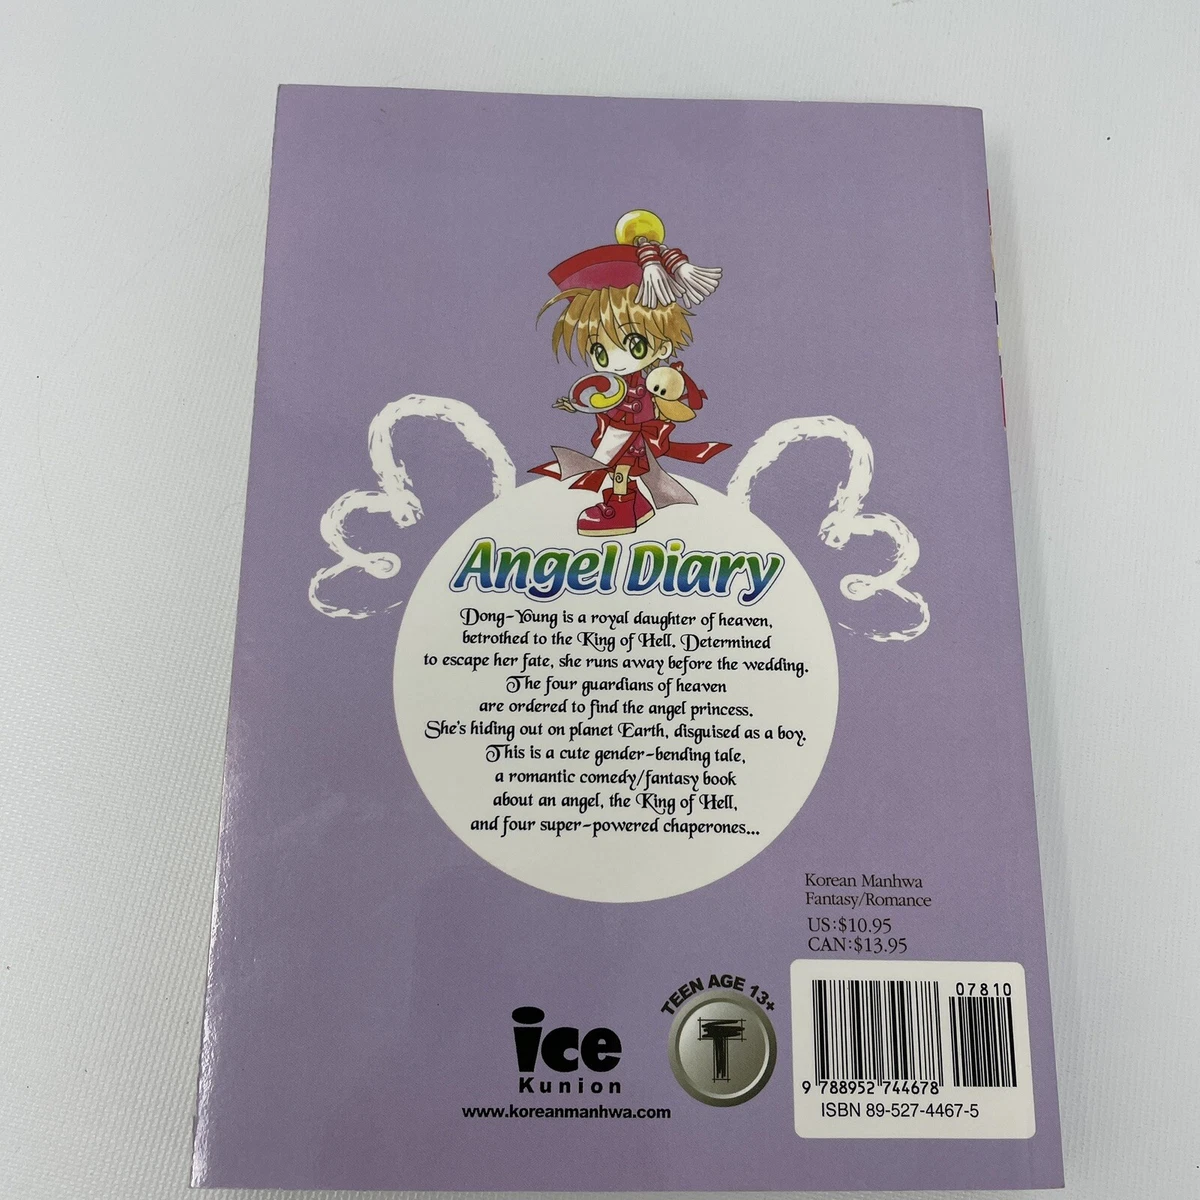 Angel Diary
Dong-Young is a royal daughter of heaven,
betrothed to the King of Hell. Determined
to escape her fate, she runs away before the wedding.
The four guardians of heaven
are ordered to find the angel princess.
She's hiding out on planet Earth, disguised as a boy.
This is a cute gender-bending tale,
a romantic comedy/fantasy book
about an angel, the King of Hell,
and four super-powered chaperones...
Korean Manhwa
Fantasy/Romance
US:$10.95
CAN:$13.95
ice
Kunion
www.koreanmanhwa.com
TEEN AGE 13+
T
07810
9 788952 744678
ISBN 89-527-4467-5